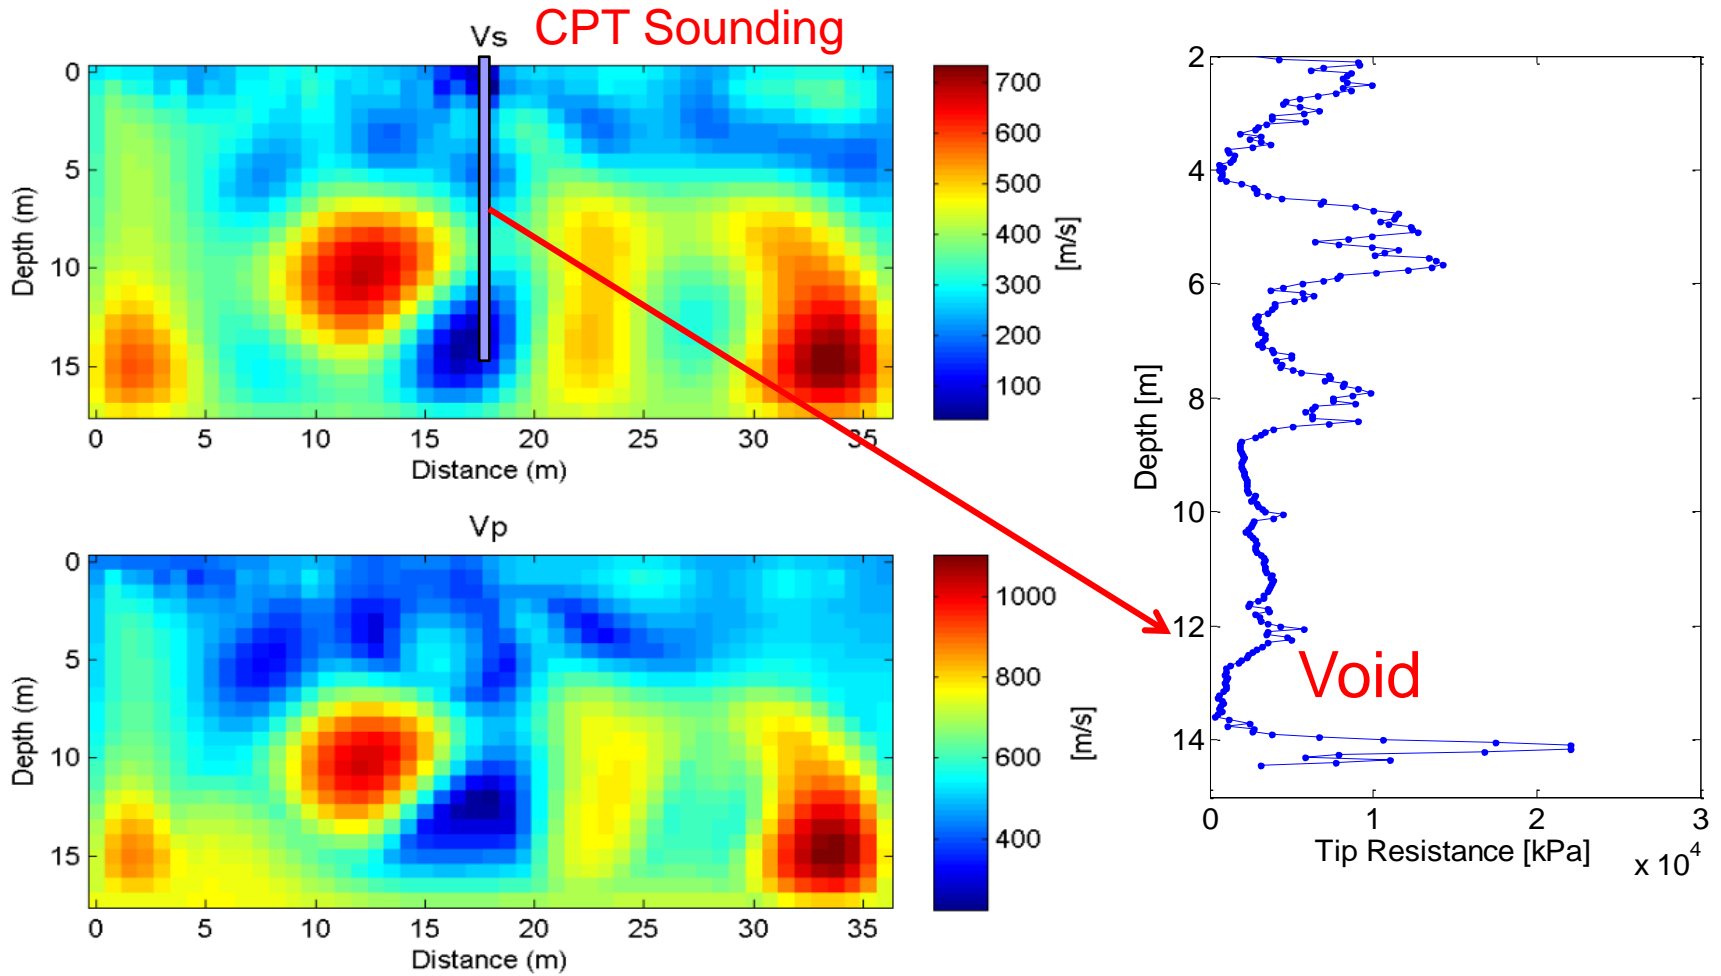 CPT Sounding
Vs
0
5
10
15
Depth (m)
0 5 10 15 20 25 30 35
Distance (m)
700
600
500
400
300
200
100
[m/s]
Vp
0
5
10
15
Depth (m)
0 5 10 15 20 25 30 35
Distance (m)
1000
800
600
400
[m/s]
2
4
6
8
10
12
14
Depth [m]
Void
0 1 2 3
Tip Resistance [kPa]
x 10⁴